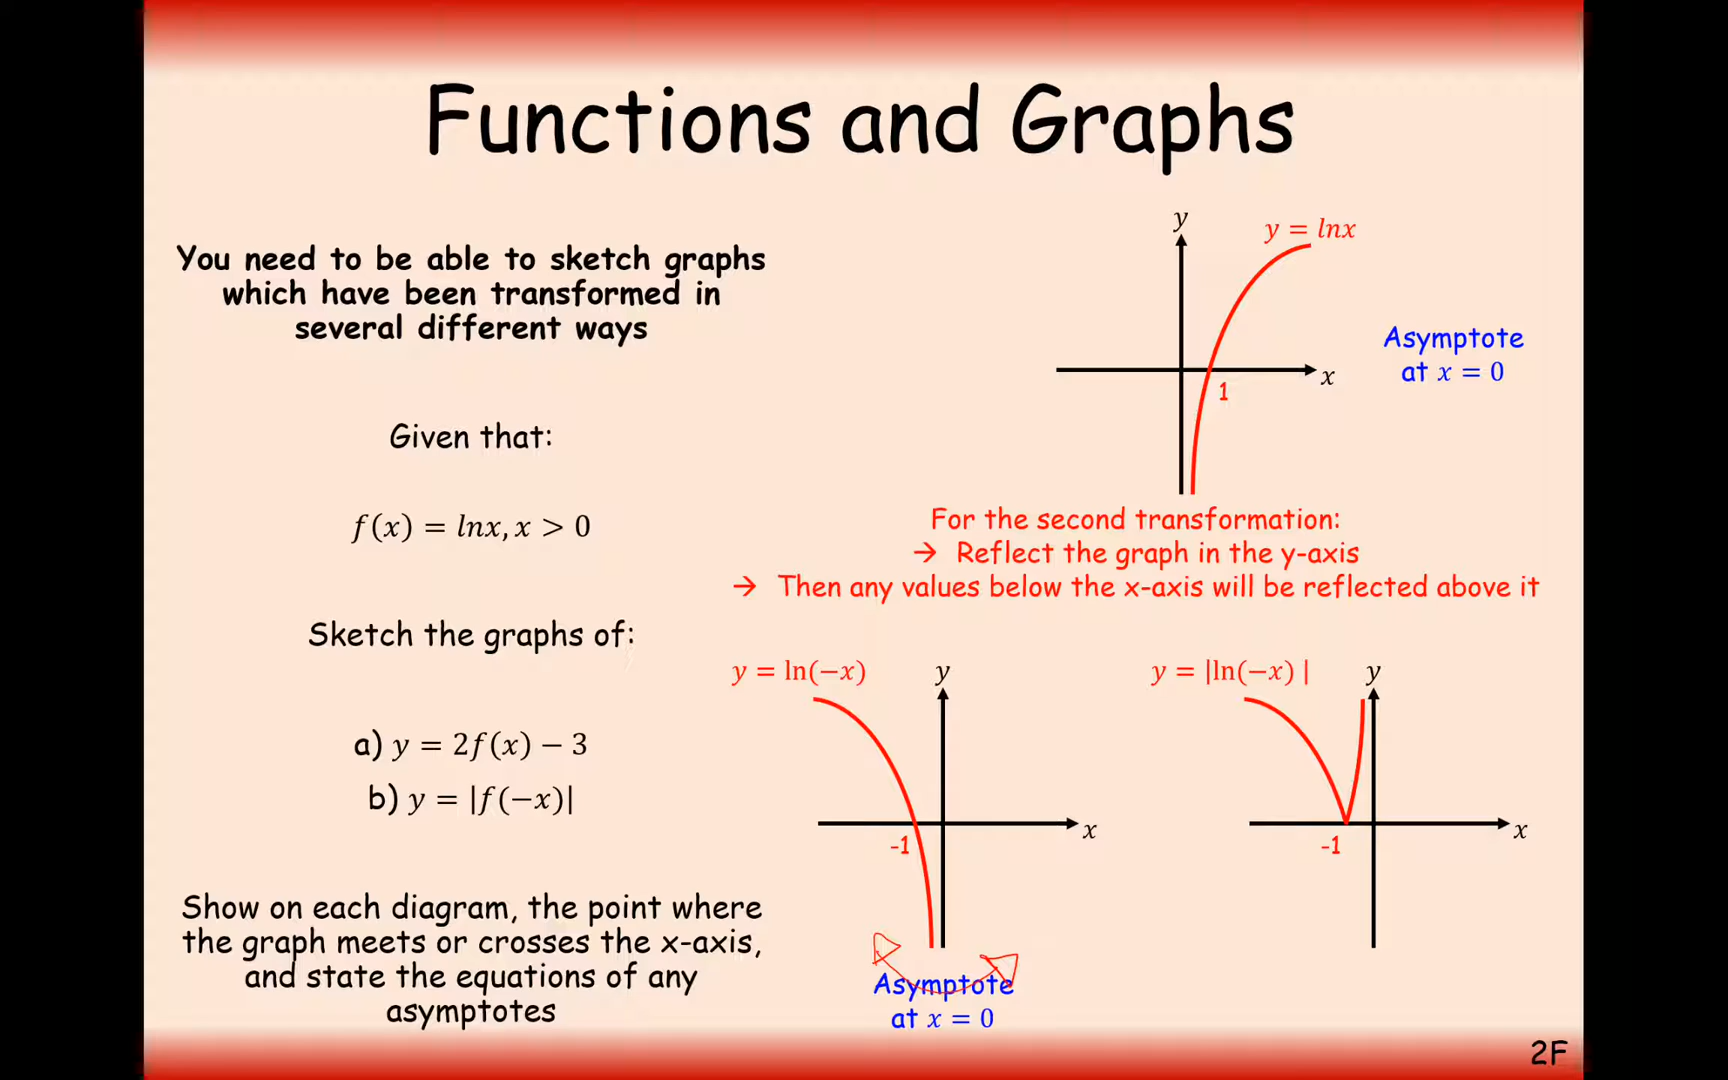 Functions and Graphs
You need to be able to sketch graphs
which have been transformed in
several different ways
Given that:
f(x) = lnx, x > 0
Sketch the graphs of:
a) y = 2f(x) − 3
b) y = |f(−x)|
Show on each diagram, the point where
the graph meets or crosses the x-axis,
and state the equations of any
asymptotes
y
y = lnx
x
1
Asymptote
at x = 0
For the second transformation:
→ Reflect the graph in the y-axis
→ Then any values below the x-axis will be reflected above it
y = ln(−x)
y
x
-1
Asymptote
at x = 0
y = |ln(−x) |
y
x
-1
2F